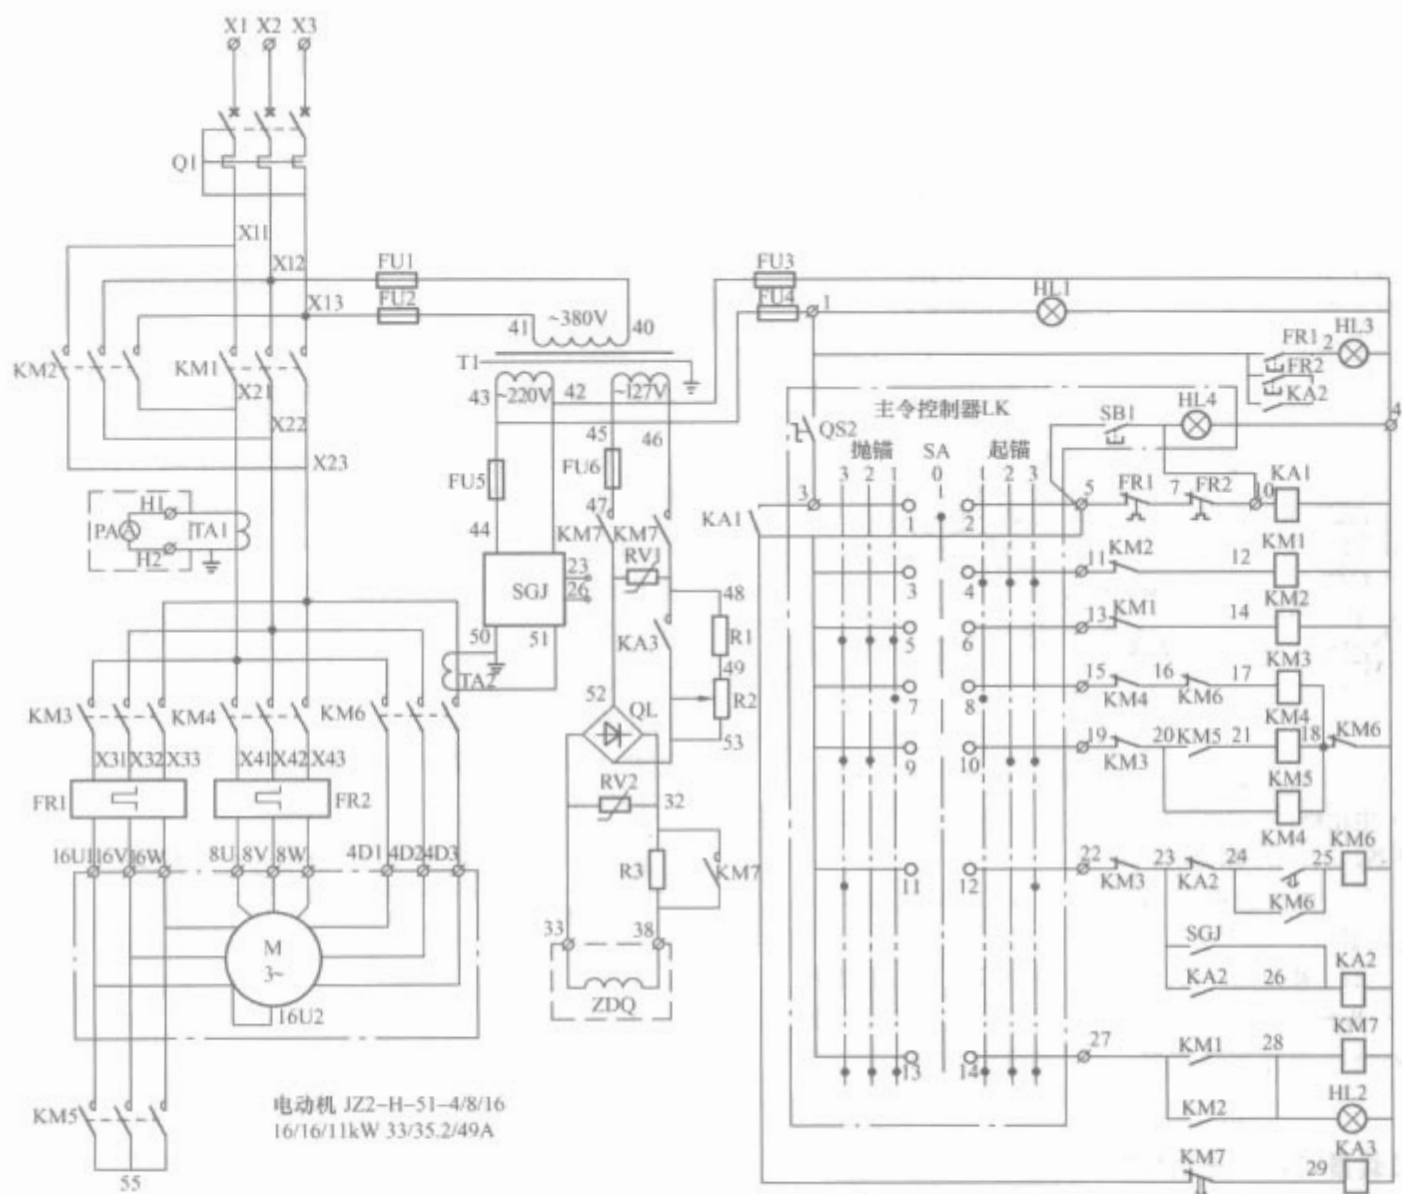 X1 X2 X3
Q1
X11
X12
X13
FU1
FU2
FU3
FU4
1
HL1
41 ~380V 40
T1
KM2
KM1
X21
X22
X23
43 ~220V 42
~127V
FR1 2 HL3
FR2
KA2
主令控制器LK
QS2
SB1 HL4
4
抛锚 SA 起锚
3 2 1 0 1 2 3
45 46
FU5
FU6
47
44
KM7 KM7
H1
PA A TA1
H2
RV1
SGJ
23
26
48
R1
49
R2
53
50 51
KA3
TA2
52 QL
KA1
3 1 2 5 FR1 7 FR2 10 KA1
3 4 11 KM2 12 KM1
5 6 13 KM1 14 KM2
7 8 15 KM4 16 KM6 17 KM3
9 10 19 KM3 20 KM5 21 KM4 18 KM6
KM5
KM4
11 12 22 KM3 23 KA2 24 25 KM6
KM6
SGJ
KA2 26 KA2
13 14 27 KM1 28 KM7
KM2 HL2
KM7 29 KA3
KM3 KM4 KM6
X31 X32 X33 X41 X42 X43
FR1 FR2
RV2 32
16U1 16V 16W 8U 8V 8W 4D1 4D2 4D3
R3 KM7
33 38
M
3~
16U2
ZDQ
KM5
55
电动机 JZ2-H-51-4/8/16
16/16/11kW 33/35.2/49A